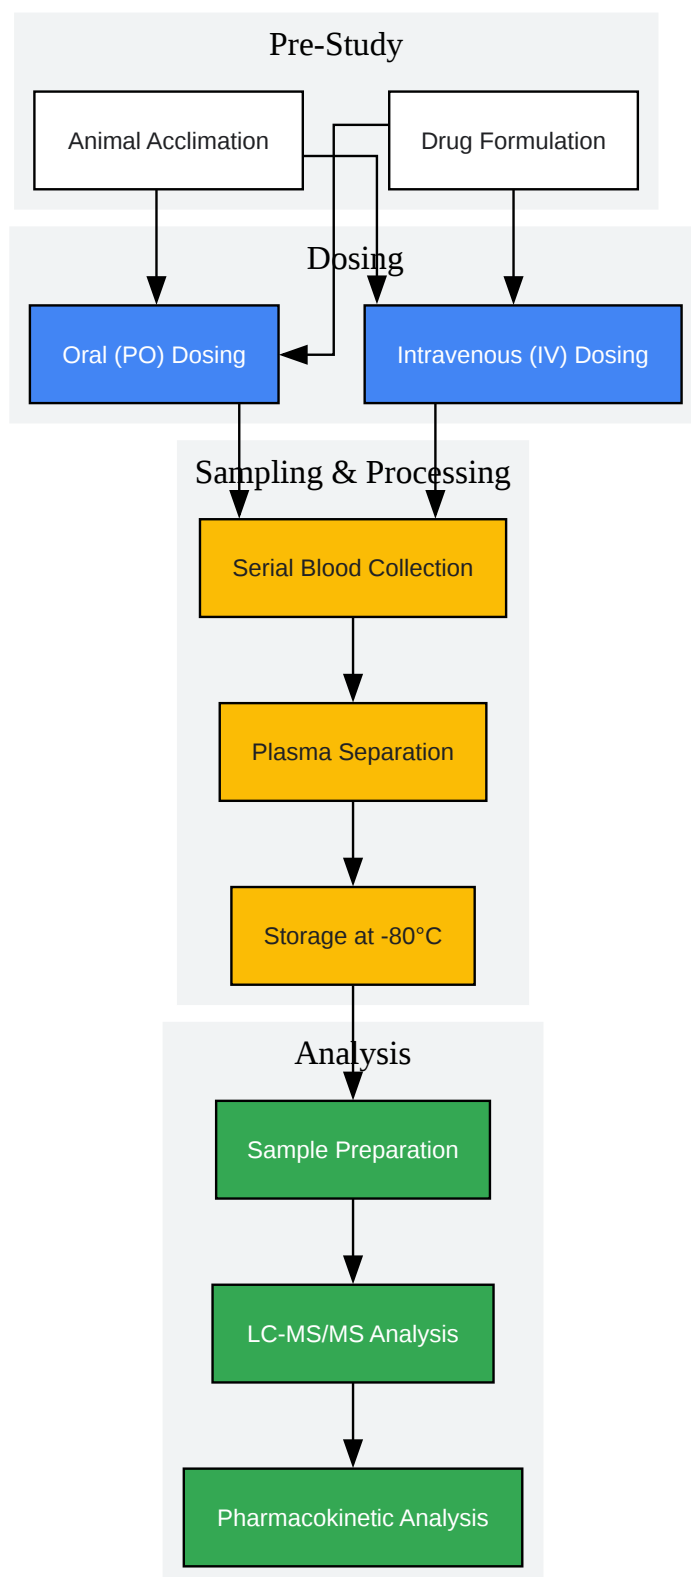 Pre-Study
Animal Acclimation
Drug Formulation
Dosing
Oral (PO) Dosing
Intravenous (IV) Dosing
Sampling & Processing
Serial Blood Collection
Plasma Separation
Storage at -80°C
Analysis
Sample Preparation
LC-MS/MS Analysis
Pharmacokinetic Analysis